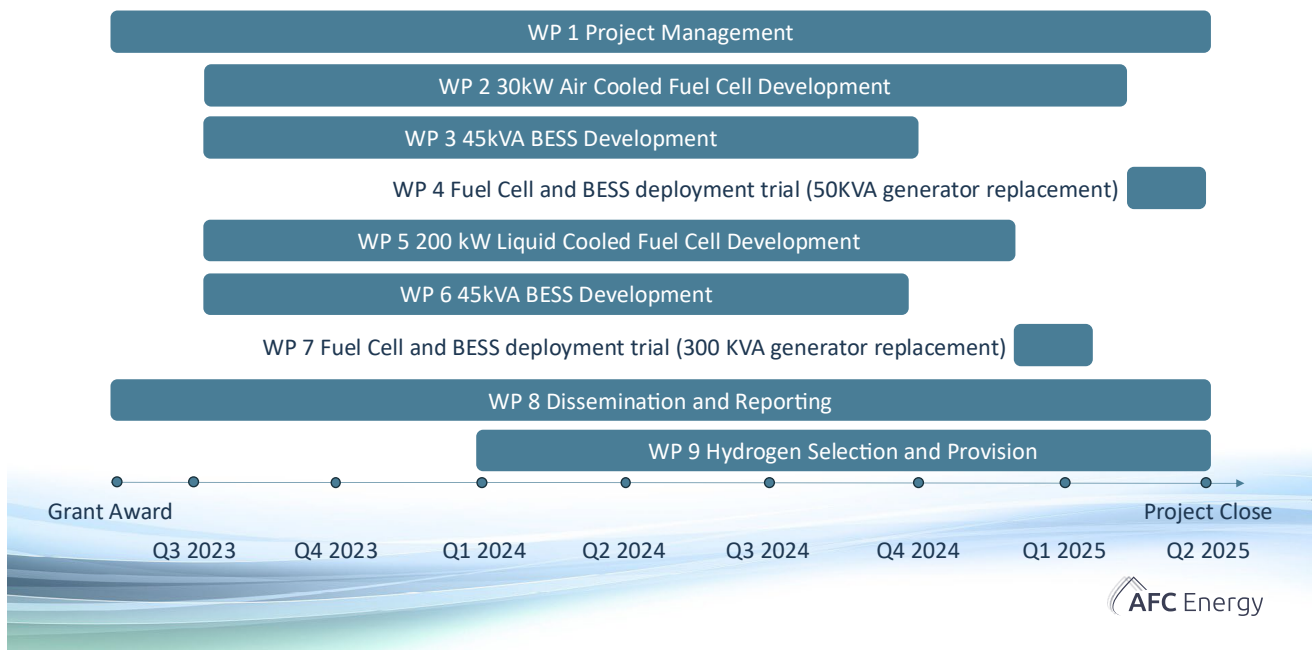 WP 1 Project Management
WP 2 30kW Air Cooled Fuel Cell Development
WP 3 45kVA BESS Development
WP 4 Fuel Cell and BESS deployment trial (50KVA generator replacement)
WP 5 200 kW Liquid Cooled Fuel Cell Development
WP 6 45kVA BESS Development
WP 7 Fuel Cell and BESS deployment trial (300 KVA generator replacement)
WP 8 Dissemination and Reporting
WP 9 Hydrogen Selection and Provision
Grant Award Project Close
Q3 2023 Q4 2023 Q1 2024 Q2 2024 Q3 2024 Q4 2024 Q1 2025 Q2 2025
AFC Energy